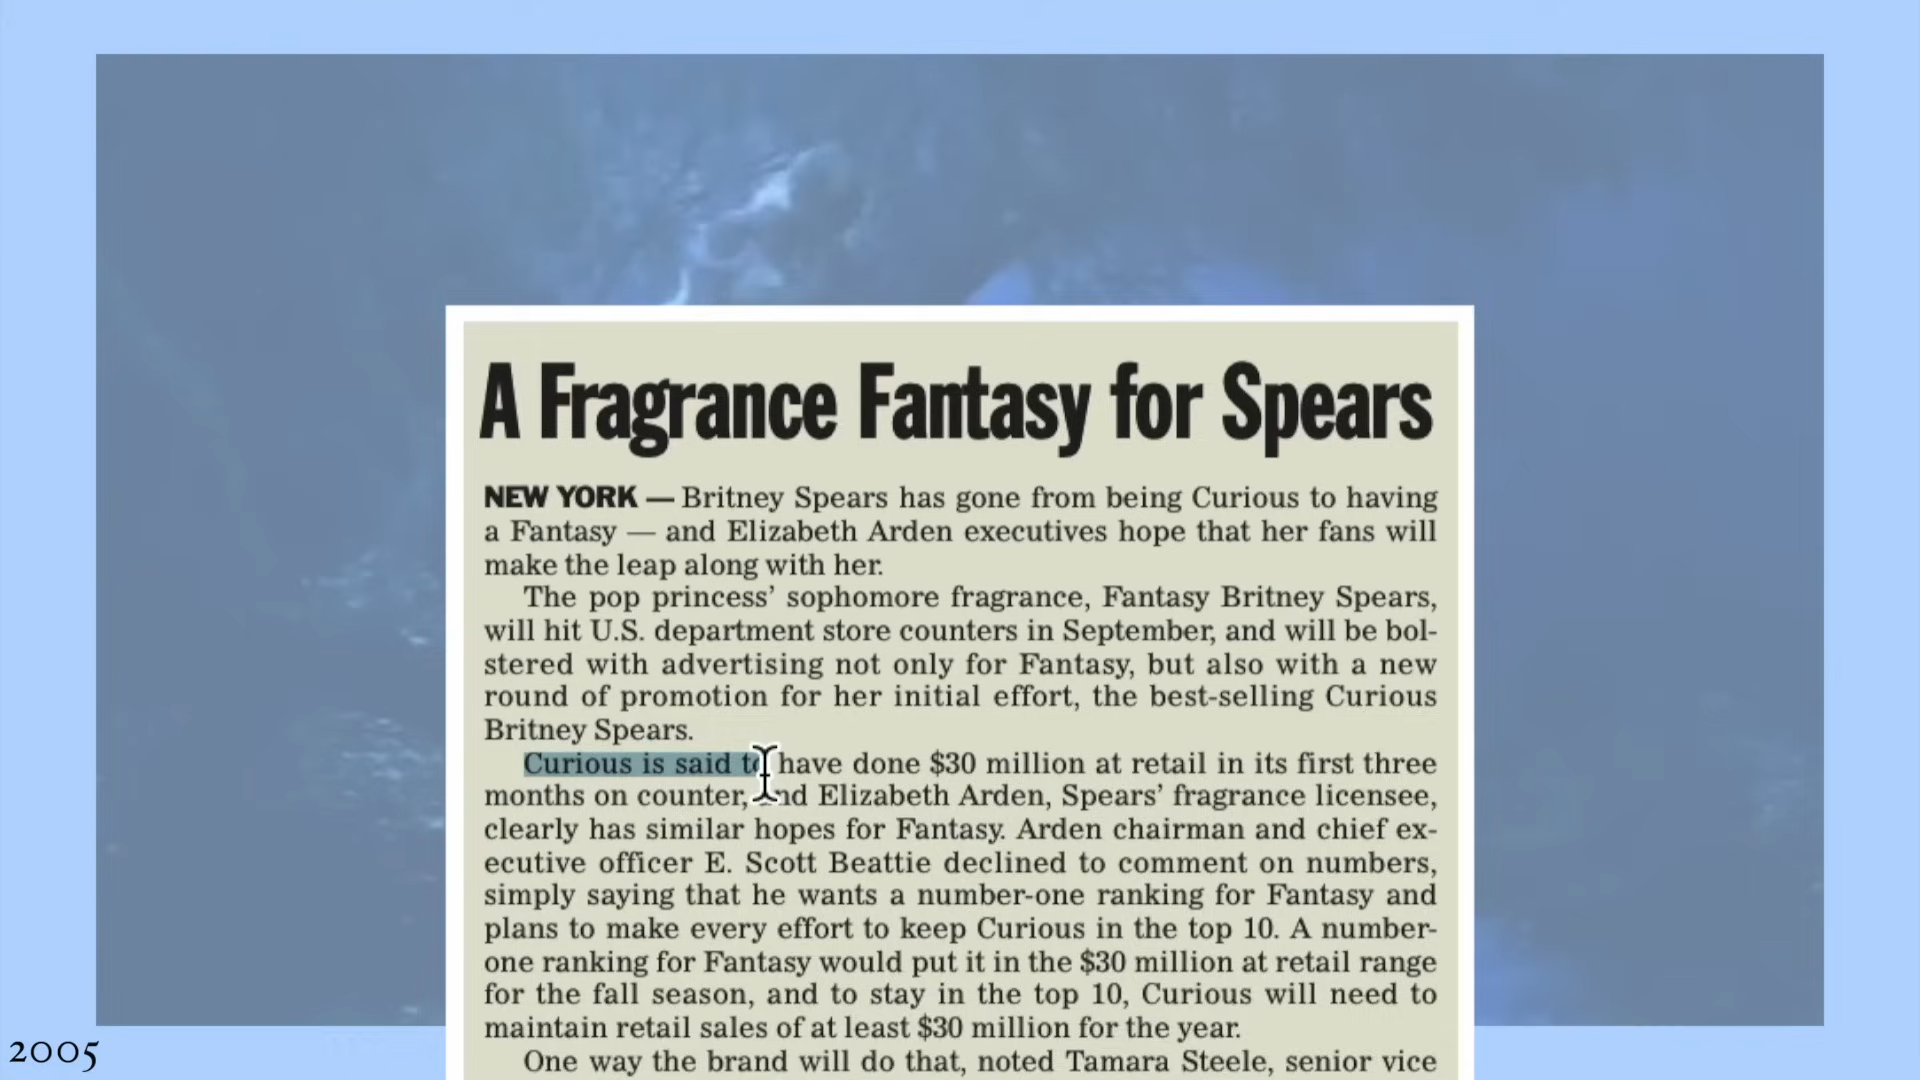 A Fragrance Fantasy for Spears
NEW YORK — Britney Spears has gone from being Curious to having
a Fantasy — and Elizabeth Arden executives hope that her fans will
make the leap along with her.
The pop princess’ sophomore fragrance, Fantasy Britney Spears,
will hit U.S. department store counters in September, and will be bol-
stered with advertising not only for Fantasy, but also with a new
round of promotion for her initial effort, the best-selling Curious
Britney Spears.
Curious is said to have done $30 million at retail in its first three
months on counter, and Elizabeth Arden, Spears’ fragrance licensee,
clearly has similar hopes for Fantasy. Arden chairman and chief ex-
ecutive officer E. Scott Beattie declined to comment on numbers,
simply saying that he wants a number-one ranking for Fantasy and
plans to make every effort to keep Curious in the top 10. A number-
one ranking for Fantasy would put it in the $30 million at retail range
for the fall season, and to stay in the top 10, Curious will need to
maintain retail sales of at least $30 million for the year.
One way the brand will do that, noted Tamara Steele, senior vice
2005